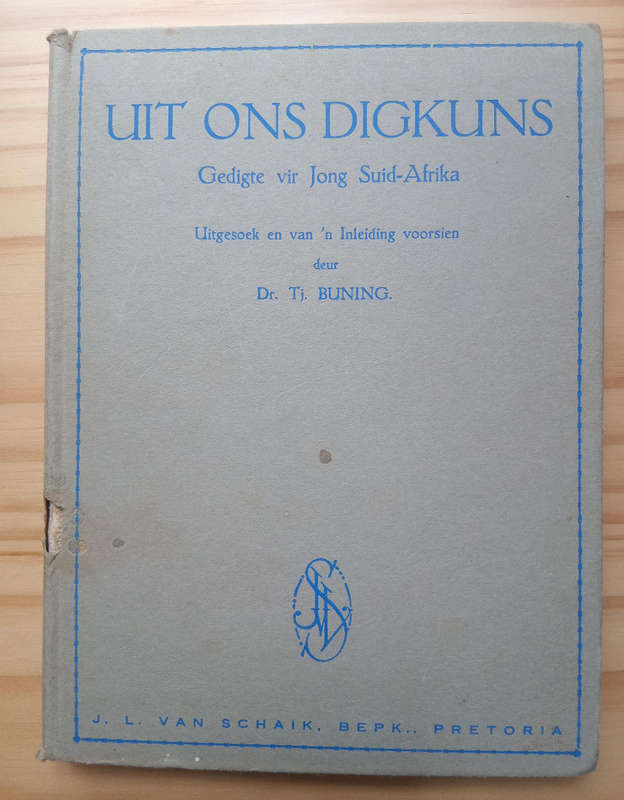 UIT ONS DIGKUNS
Gedigte vir Jong Suid-Afrika
Uitgesoek en van 'n Inleiding voorsien
deur
Dr. Tj. BUNING.
J. L. VAN SCHAIK, BEPK., PRETORIA